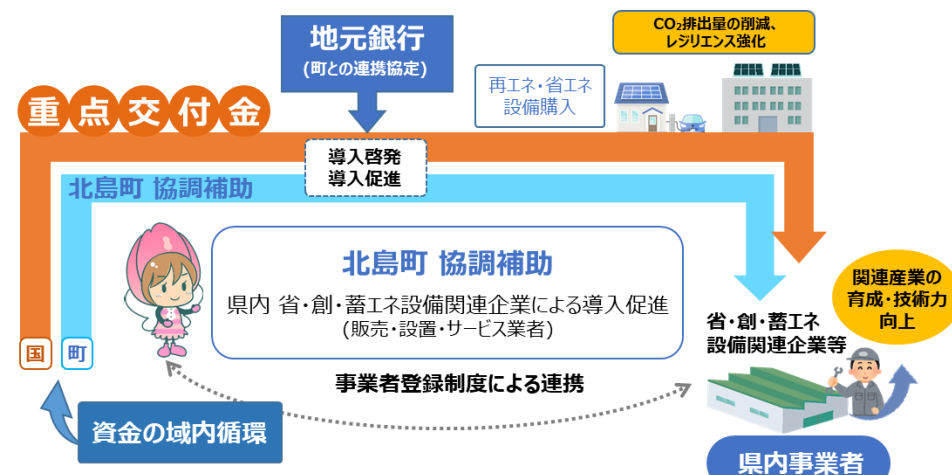 地元銀行
(町との連携協定)
CO₂排出量の削減、
レジリエンス強化
再エネ・省エネ
設備購入
重点交付金
導入啓発
導入促進
北島町 協調補助
北島町 協調補助
県内 省・創・蓄エネ設備関連企業による導入促進
(販売・設置・サービス業者)
関連産業の
育成・技術力
向上
省・創・蓄エネ
設備関連企業等
国
町
事業者登録制度による連携
資金の域内循環
県内事業者